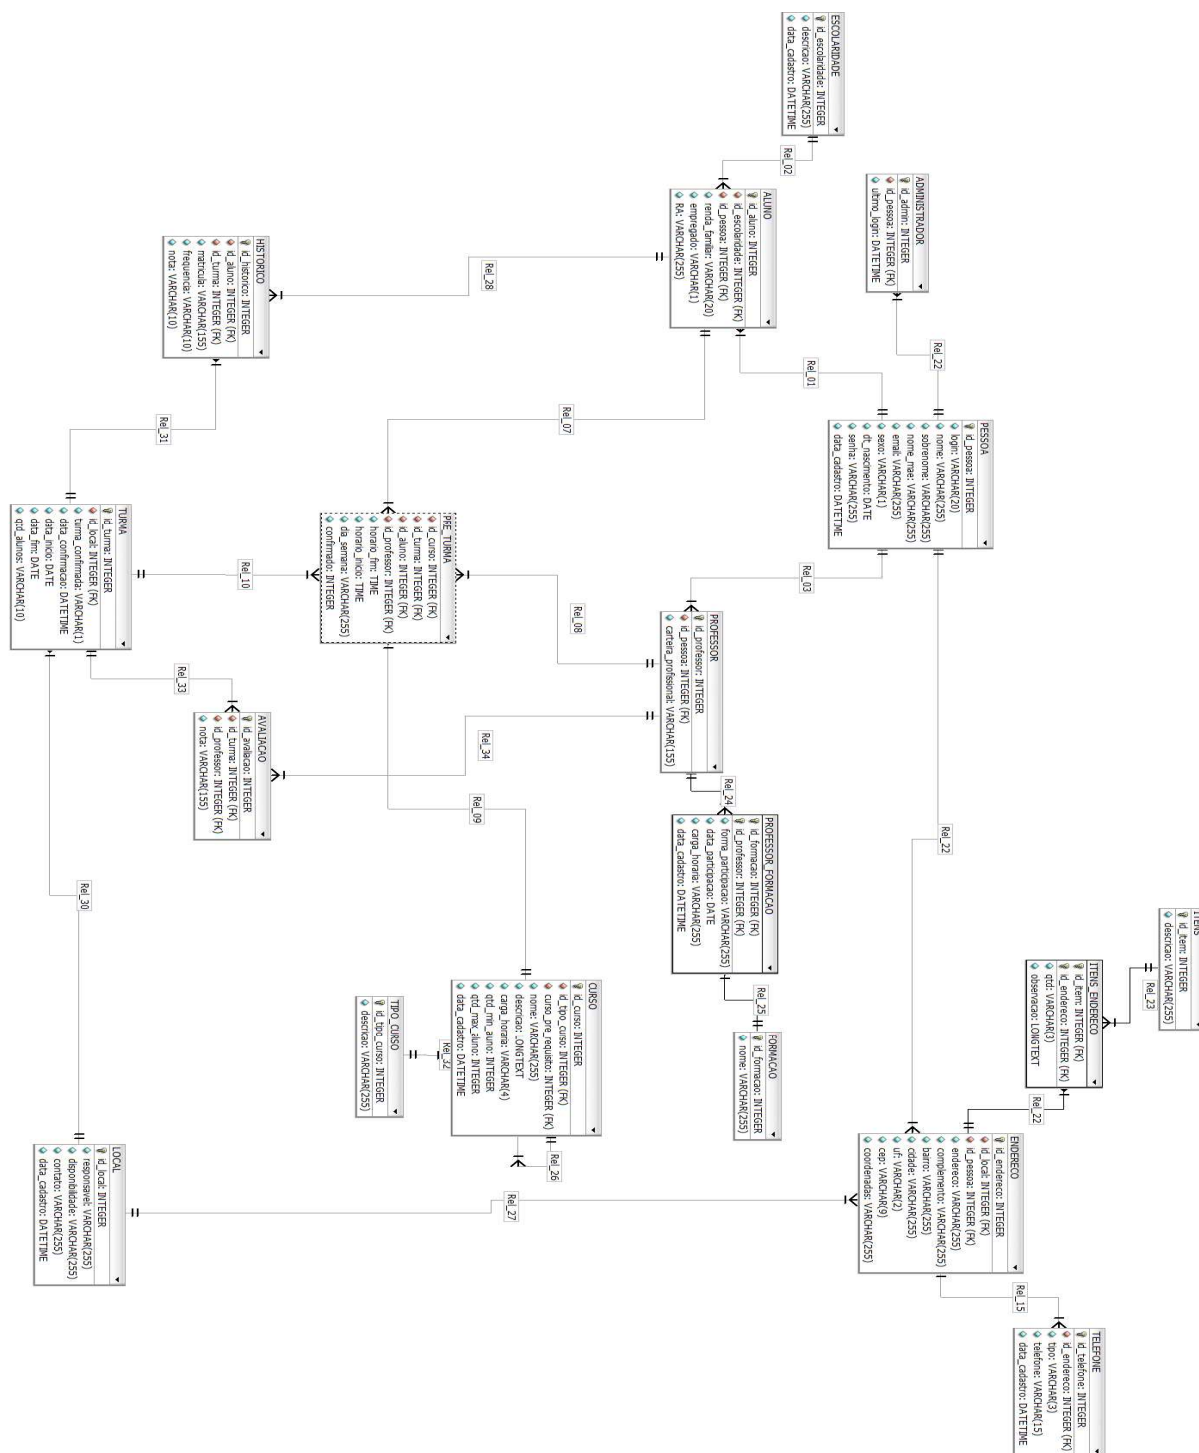 ESCOLARIDADE
id_escolaridade: INTEGER
descricao: VARCHAR(255)
data_cadastro: DATETIME
Rel_02
ADMINISTRADOR
id_admin: INTEGER
id_pessoa: INTEGER (FK)
ultimo_login: DATETIME
ALUNO
id_aluno: INTEGER
id_escolaridade: INTEGER (FK)
id_pessoa: INTEGER (FK)
renda_familiar: VARCHAR(20)
empregado: VARCHAR(1)
RA: VARCHAR(255)
HISTORICO
id_historico: INTEGER
id_aluno: INTEGER (FK)
id_turma: INTEGER (FK)
matricula: VARCHAR(155)
frequencia: VARCHAR(10)
nota: VARCHAR(10)
Rel_28
Rel_22
Rel_01
Rel_07
Rel_31
PESSOA
id_pessoa: INTEGER
login: VARCHAR(20)
nome: VARCHAR(255)
sobrenome: VARCHAR(255)
nome_mae: VARCHAR(255)
email: VARCHAR(255)
sexo: VARCHAR(1)
dt_nascimento: DATE
senha: VARCHAR(255)
data_cadastro: DATETIME
PRE_TURMA
id_curso: INTEGER (FK)
id_turma: INTEGER (FK)
id_aluno: INTEGER (FK)
id_professor: INTEGER (FK)
horario_fim: TIME
horario_inicio: TIME
dia_semana: VARCHAR(255)
confirmado: INTEGER
TURMA
id_turma: INTEGER
id_local: INTEGER (FK)
turma_confirmada: VARCHAR(1)
data_confirmacao: DATETIME
data_inicio: DATE
data_fim: DATE
qtd_alunos: VARCHAR(10)
Rel_03
Rel_10
Rel_08
PROFESSOR
id_professor: INTEGER
id_pessoa: INTEGER (FK)
carteira_profissional: VARCHAR(155)
Rel_33
AVALIACAO
id_avaliacao: INTEGER
id_turma: INTEGER (FK)
id_professor: INTEGER (FK)
nota: VARCHAR(155)
Rel_34
Rel_24
Rel_09
Rel_22
PROFESSOR_FORMACAO
id_formacao: INTEGER (FK)
id_professor: INTEGER (FK)
forma_participacao: VARCHAR(255)
data_participacao: DATE
carga_horaria: VARCHAR(255)
data_cadastro: DATETIME
Rel_30
ITENS
id_item: INTEGER
descricao: VARCHAR(255)
Rel_23
ITENS_ENDERECO
id_item: INTEGER (FK)
id_endereco: INTEGER (FK)
qtd: VARCHAR(3)
observacao: LONGTEXT
Rel_25
FORMACAO
id_formacao: INTEGER
nome: VARCHAR(255)
CURSO
id_curso: INTEGER
id_tipo_curso: INTEGER (FK)
curso_pre_requisito: INTEGER (FK)
nome: VARCHAR(255)
descricao: LONGTEXT
carga_horaria: VARCHAR(4)
qtd_min_auno: INTEGER
qtd_max_aluno: INTEGER
data_cadastro: DATETIME
TIPO_CURSO
id_tipo_curso: INTEGER
descricao: VARCHAR(255)
Rel_32
Rel_22
Rel_26
Rel_27
ENDERECO
id_endereco: INTEGER
id_local: INTEGER (FK)
id_pessoa: INTEGER (FK)
endereco: VARCHAR(255)
complemento: VARCHAR(255)
bairro: VARCHAR(255)
cidade: VARCHAR(255)
uf: VARCHAR(2)
cep: VARCHAR(9)
coordenadas: VARCHAR(255)
LOCAL
id_local: INTEGER
responsavel: VARCHAR(255)
disponibilidade: VARCHAR(255)
contato: VARCHAR(255)
data_cadastro: DATETIME
Rel_15
TELEFONE
id_telefone: INTEGER
id_endereco: INTEGER (FK)
tipo: VARCHAR(3)
telefone: VARCHAR(15)
data_cadastro: DATETIME